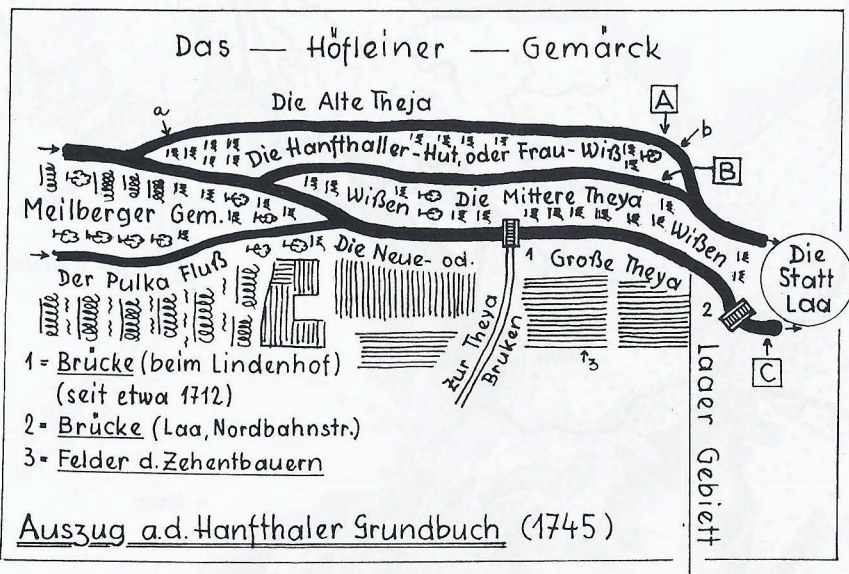 Das — Höfleiner — Gemärck
Die Alte Theja
a
A
b
Die Hanfthaller-Hut, oder Frau-Wiß
B
Wißen Die Mittere Theya
Meilberger Gem.
Wißen
Der Pulka Fluß
Die Neue- od.
1
Große Theya
Die
Statt
Laa
2
C
zur Theya
Bruken
3
Laaer Gebiett
1 = Brücke (beim Lindenhof)
(seit etwa 1712)
2= Brücke (Laa, Nordbahnstr.)
3 = Felder d. Zehentbauern
Auszug a.d. Hanfthaler Grundbuch (1745)